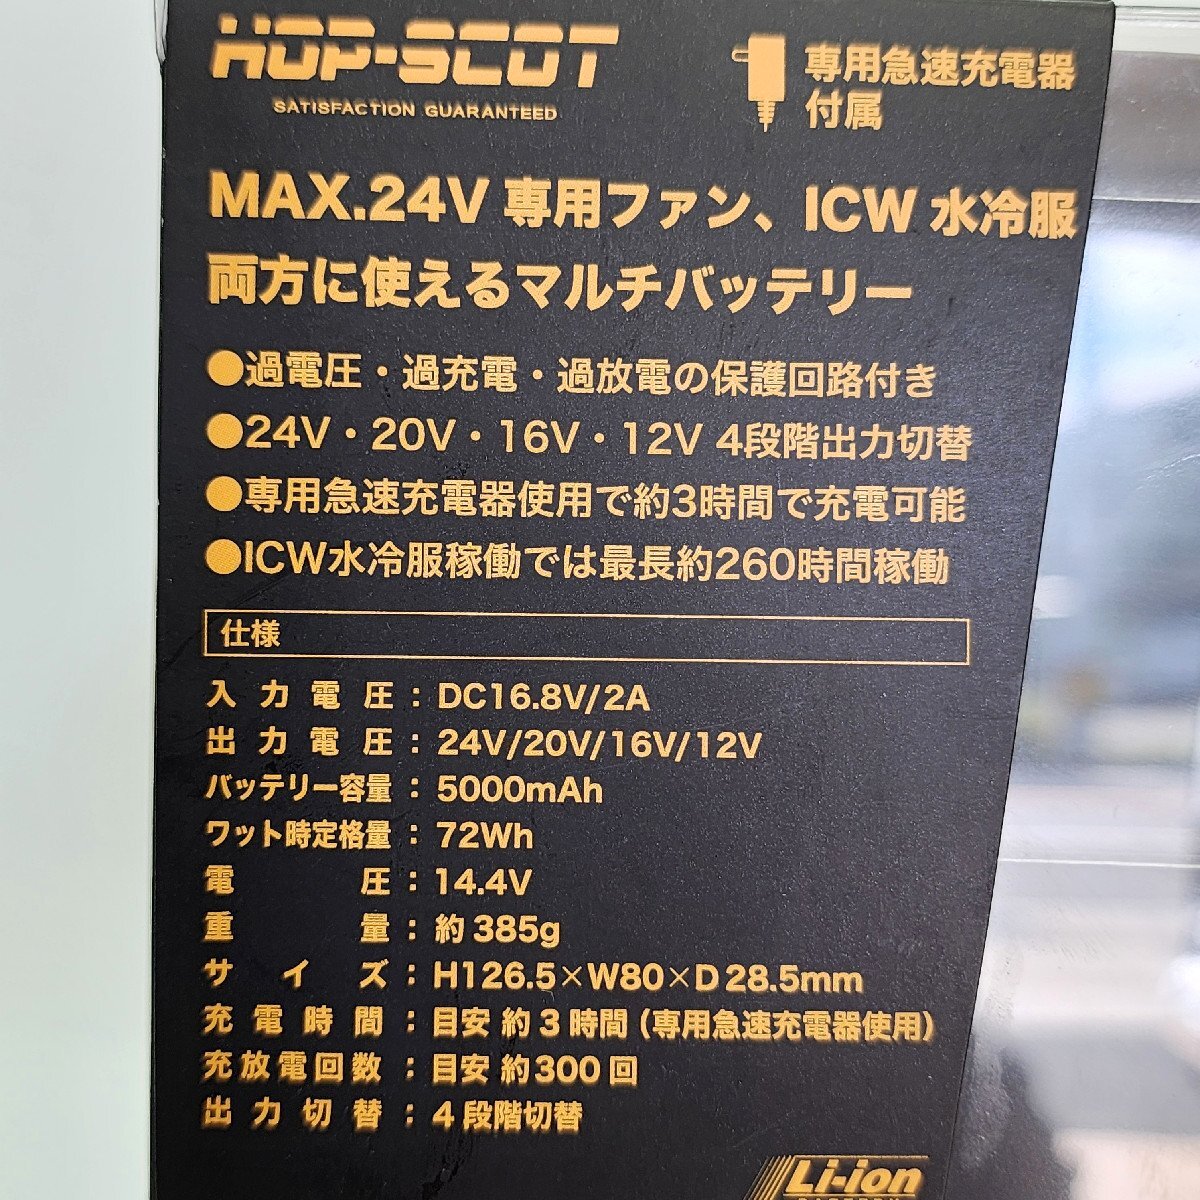 HOP-SCOT
SATISFACTION GUARANTEED
専用急速充電器
付属
MAX.24V 専用ファン、ICW 水冷服
両方に使えるマルチバッテリー
●過電圧・過充電・過放電の保護回路付き
●24V・20V・16V・12V 4段階出力切替
●専用急速充電器使用で約3時間で充電可能
●ICW水冷服稼働では最長約260時間稼働
仕様
入力電圧：DC16.8V/2A
出力電圧：24V/20V/16V/12V
バッテリー容量：5000mAh
ワット時定格量：72Wh
電圧：14.4V
重量：約 385g
サイズ：H126.5×W80×D 28.5mm
充電時間：目安 約 3 時間（専用急速充電器使用）
充放電回数：目安 約300 回
出力切替：4 段階切替
Li-ion